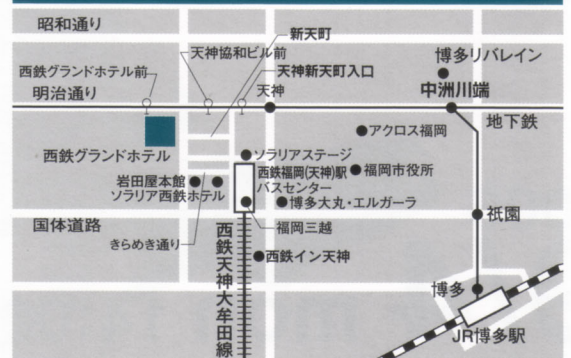 昭和通り
新天町
天神協和ビル前
博多リバレイン
西鉄グランドホテル前
天神新天町入口
中洲川端
明治通り
天神
地下鉄
アクロス福岡
西鉄グランドホテル
ソラリアステージ
西鉄福岡(天神)駅
福岡市役所
岩田屋本館
バスセンター
ソラリア西鉄ホテル
博多大丸・エルガーラ
国体道路
福岡三越
祇園
きらめき通り
西鉄天神大牟田線
西鉄イン天神
博多
JR博多駅